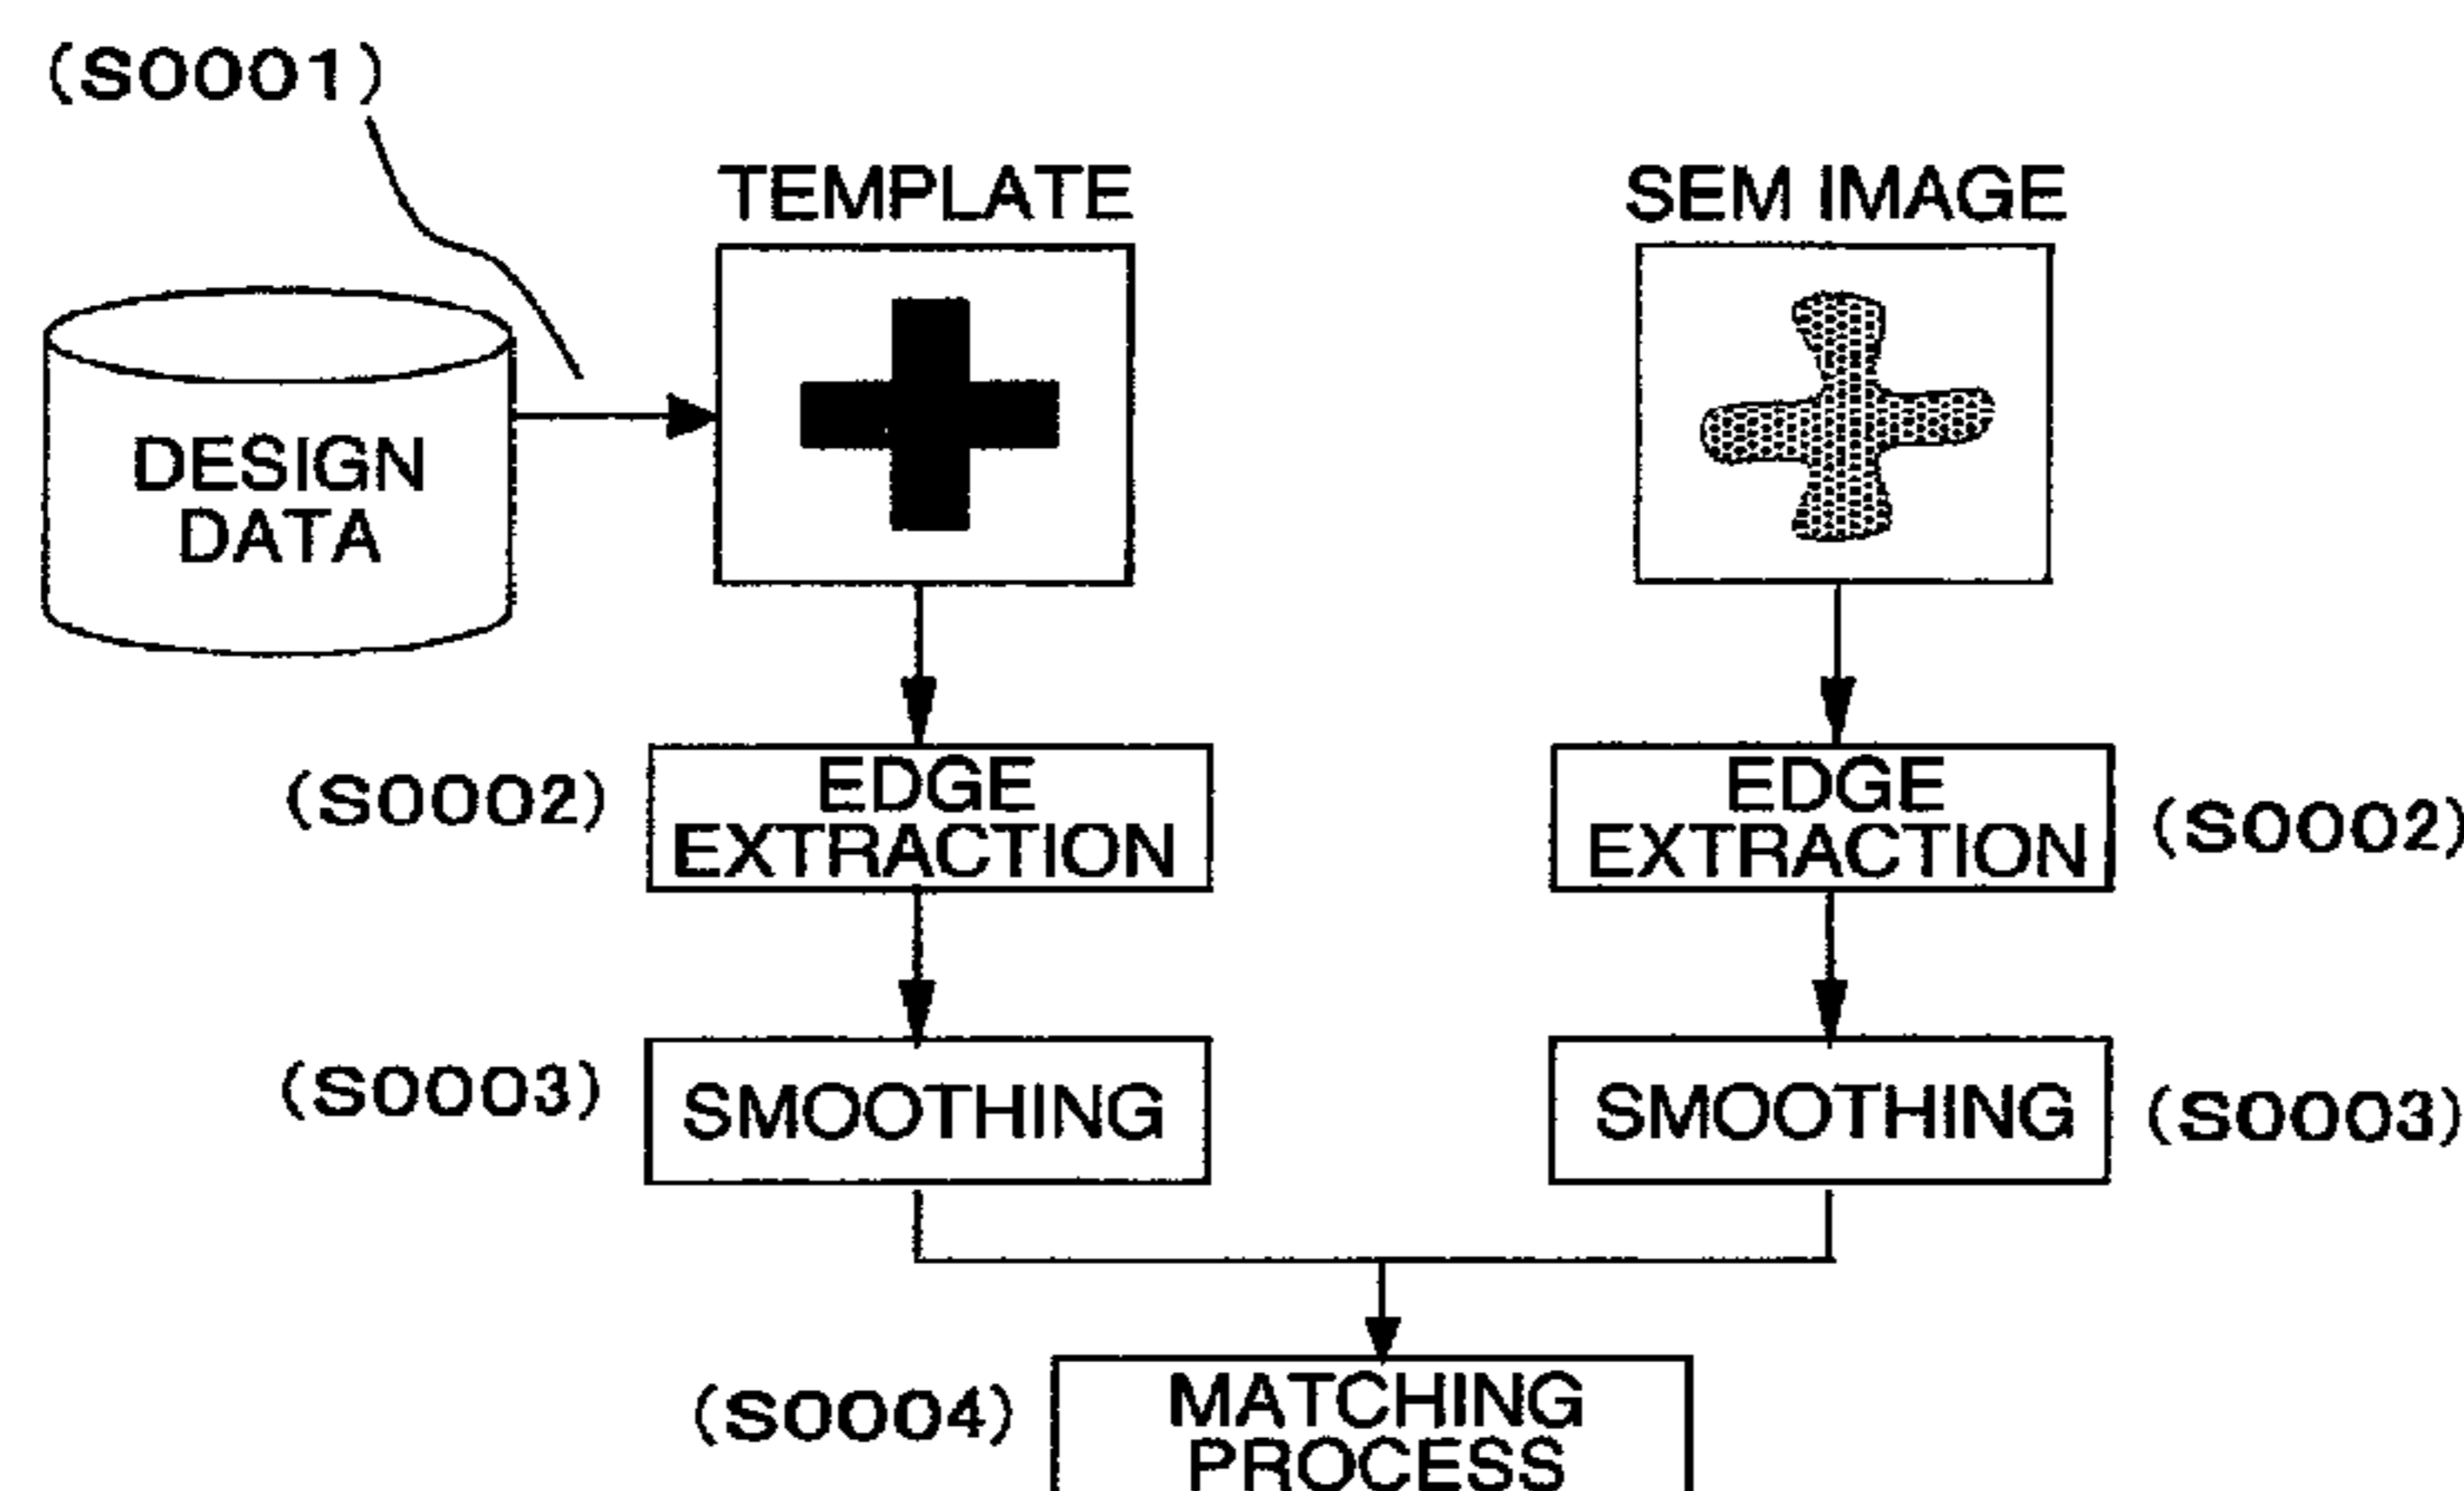 (S0001)
TEMPLATE
SEM IMAGE
DESIGN
DATA
(S0002)
EDGE
EXTRACTION
EDGE
EXTRACTION
(S0002)
(S0003)
SMOOTHING
SMOOTHING
(S0003)
(S0004)
MATCHING
PROCESS